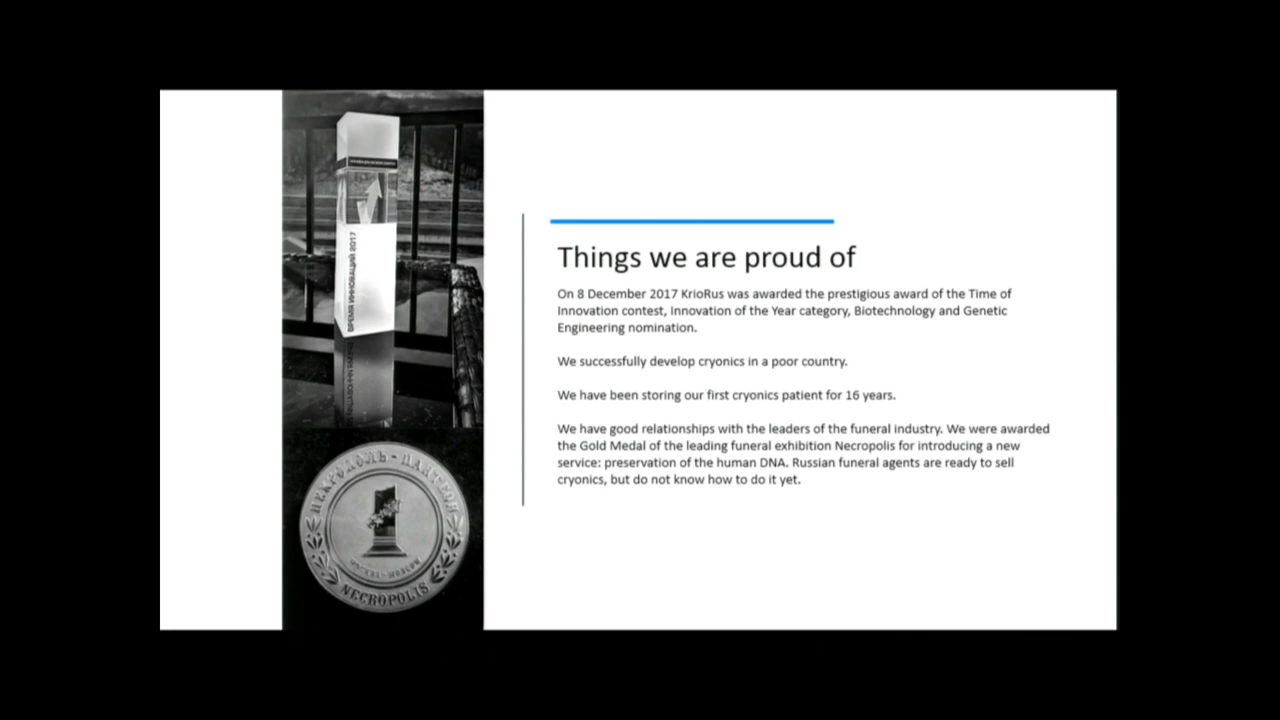 ВРЕМЯ ИННОВАЦИЙ 2017
НЕКРОПОЛЬ - ПАНТЕОН
NECROPOLIS
Things we are proud of
On 8 December 2017 KrioRus was awarded the prestigious award of the Time of
Innovation contest, Innovation of the Year category, Biotechnology and Genetic
Engineering nomination.
We successfully develop cryonics in a poor country.
We have been storing our first cryonics patient for 16 years.
We have good relationships with the leaders of the funeral industry. We were awarded
the Gold Medal of the leading funeral exhibition Necropolis for introducing a new
service: preservation of the human DNA. Russian funeral agents are ready to sell
cryonics, but do not know how to do it yet.